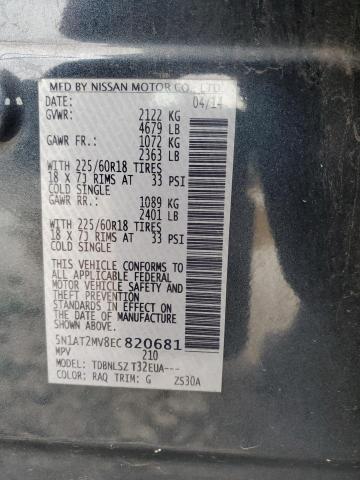 MFD BY NISSAN MOTOR CO., LTD.
DATE: 04/14
GVWR: 2122 KG
4679 LB
GAWR FR.: 1072 KG
2363 LB
WITH 225/60R18 TIRES
18 X 7J RIMS AT 33 PSI
COLD SINGLE
GAWR RR.: 1089 KG
2401 LB
WITH 225/60R18 TIRES
18 X 7J RIMS AT 33 PSI
COLD SINGLE
THIS VEHICLE CONFORMS TO
ALL APPLICABLE FEDERAL
MOTOR VEHICLE SAFETY
STANDARDS IN EFFECT ON
THE DATE OF MANUFACTURE
SHOWN ABOVE.
5N1AT2MV8EC820681
MPV 210
MODEL: TDBNLSZ T32EUA---
COLOR: RAQ TRIM: G ZS30A